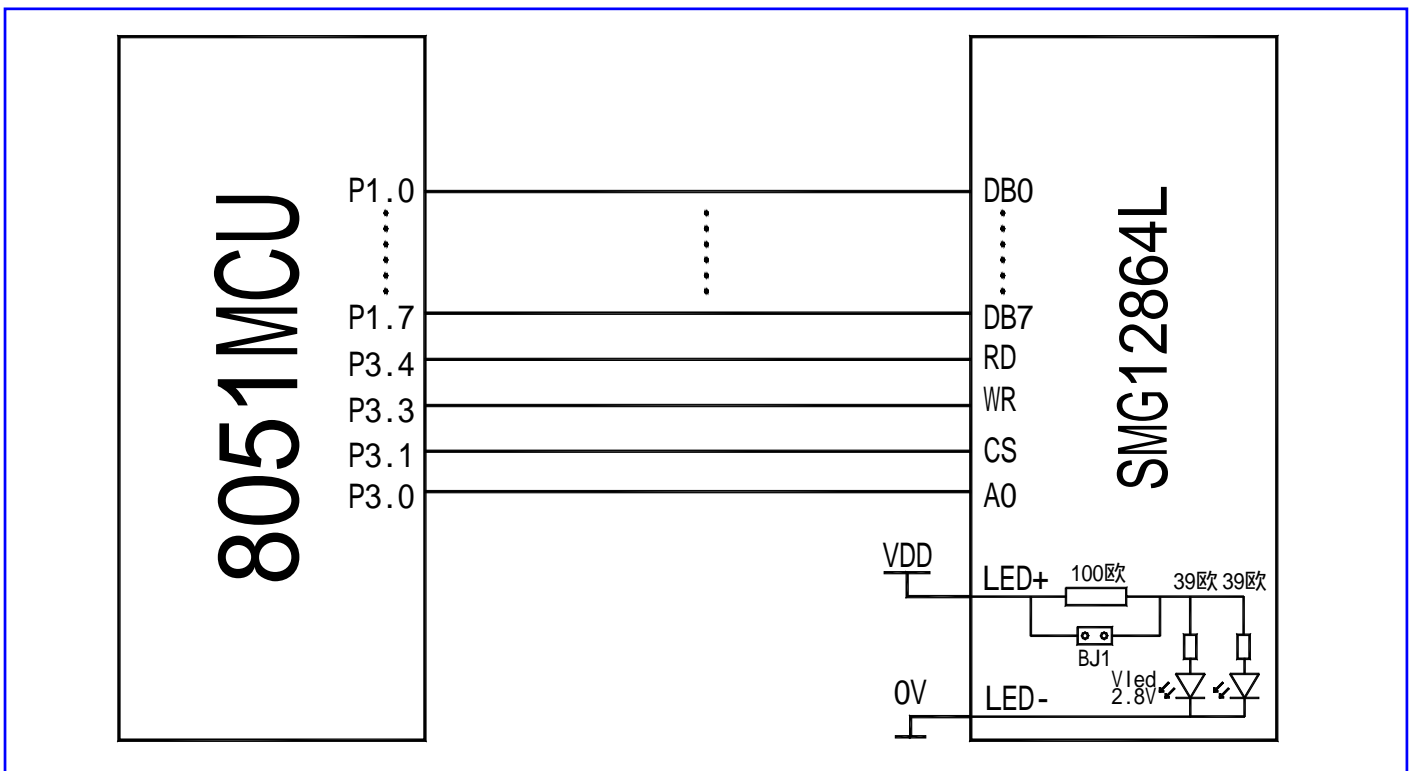 8051MCU
P1.0
P1.7
P3.4
P3.3
P3.1
P3.0
DB0
DB7
RD
WR
CS
A0
SMG12864L
VDD
LED+
100欧
39欧 39欧
BJ1
Vled
2.8V
0V
LED-